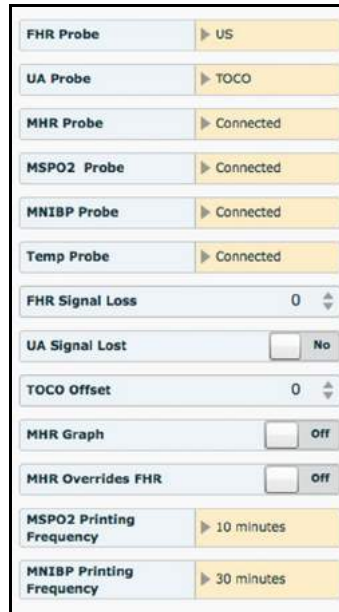 FHR Probe US
UA Probe TOCO
MHR Probe Connected
MSPO2 Probe Connected
MNIBP Probe Connected
Temp Probe Connected
FHR Signal Loss 0
UA Signal Lost No
TOCO Offset 0
MHR Graph Off
MHR Overrides FHR Off
MSPO2 Printing
Frequency 10 minutes
MNIBP Printing
Frequency 30 minutes